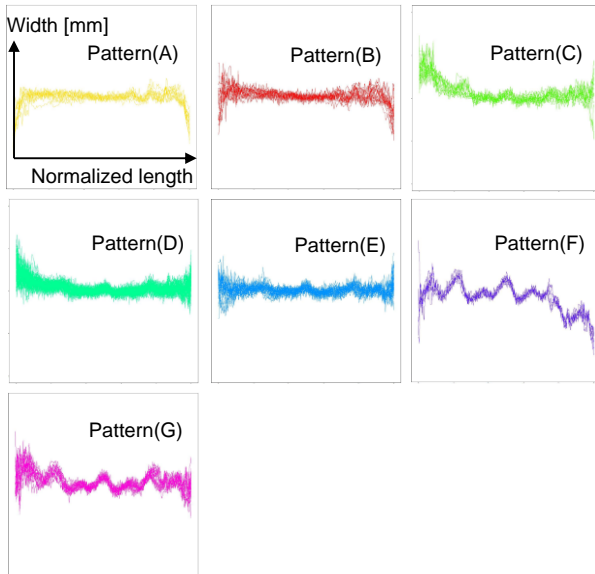 Width [mm]
Pattern(A)
Pattern(B)
Pattern(C)
Normalized length
Pattern(D)
Pattern(E)
Pattern(F)
Pattern(G)